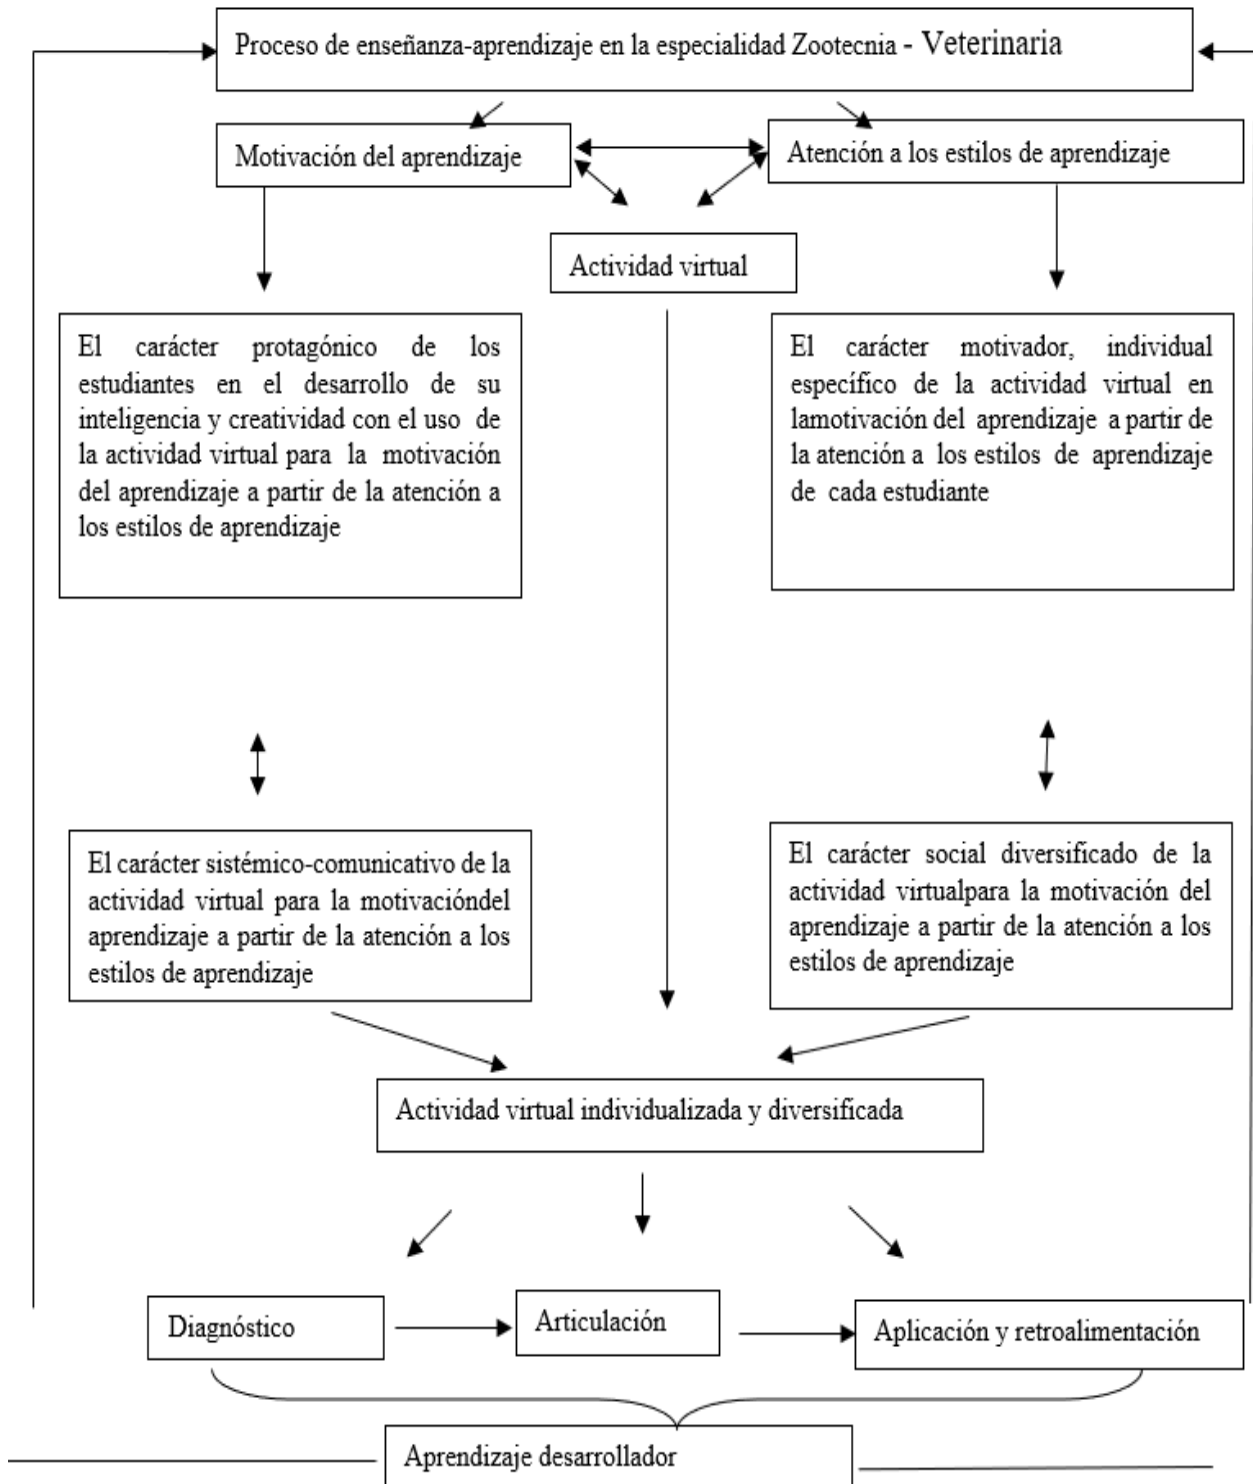 Proceso de enseñanza-aprendizaje en la especialidad Zootecnia - Veterinaria
Motivación del aprendizaje
Atención a los estilos de aprendizaje
Actividad virtual
El carácter protagónico de los
estudiantes en el desarrollo de su
inteligencia y creatividad con el uso de
la actividad virtual para la motivación
del aprendizaje a partir de la atención a
los estilos de aprendizaje
El carácter motivador, individual
específico de la actividad virtual en
lamotivación del aprendizaje a partir de
la atención a los estilos de aprendizaje
de cada estudiante
El carácter sistémico-comunicativo de la
actividad virtual para la motivacióndel
aprendizaje a partir de la atención a los
estilos de aprendizaje
El carácter social diversificado de la
actividad virtualpara la motivación del
aprendizaje a partir de la atención a los
estilos de aprendizaje
Actividad virtual individualizada y diversificada
Diagnóstico
Articulación
Aplicación y retroalimentación
Aprendizaje desarrollador